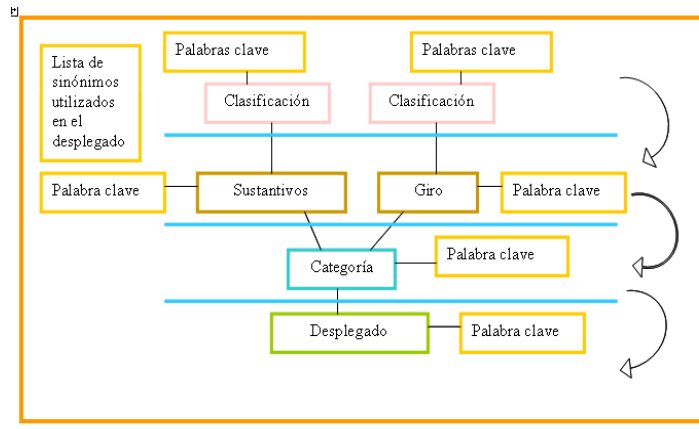 Palabras clave
Palabras clave
Lista de
sinónimos
utilizados
en el
desplegado
Clasificación
Clasificación
Palabra clave
Sustantivos
Giro
Palabra clave
Categoría
Palabra clave
Desplegado
Palabra clave